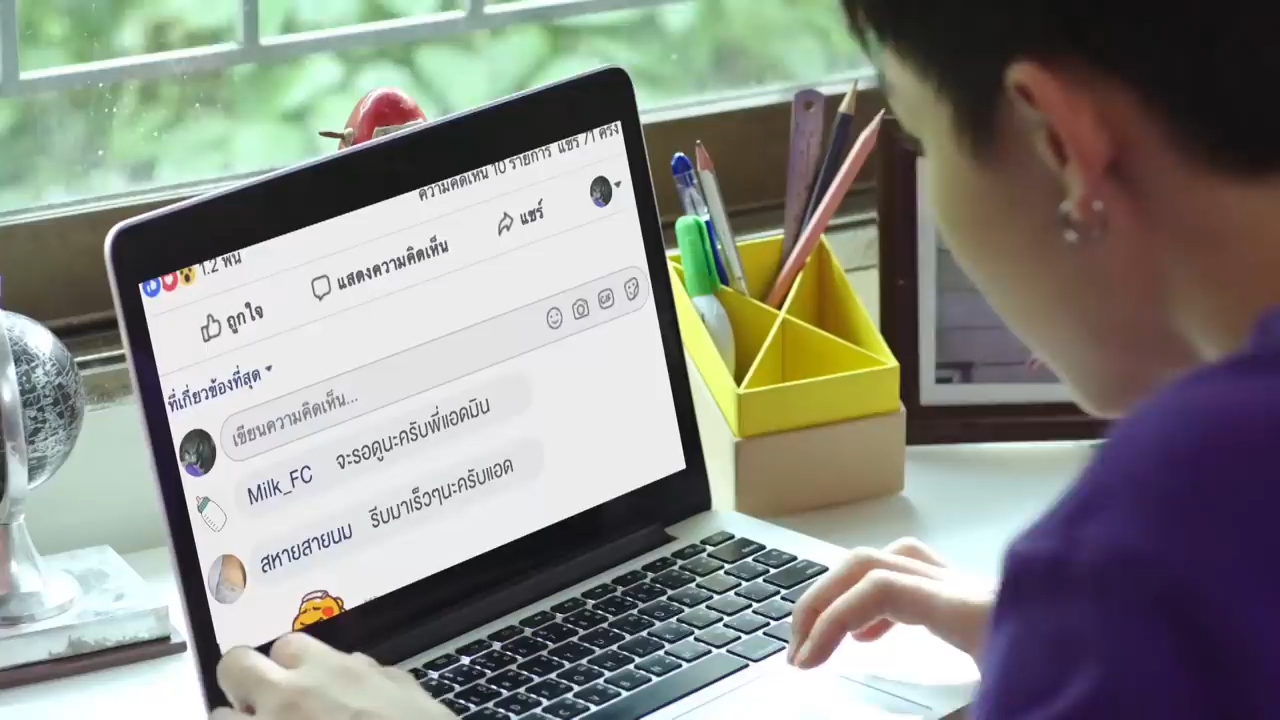 ความคิดเห็น 10 รายการ แชร์ 71 ครั้ง
1.2 พัน
ถูกใจ
แสดงความคิดเห็น
แชร์
ที่เกี่ยวข้องที่สุด
เขียนความคิดเห็น...
GIF
Milk_FC จะรอดูนะครับพี่แอดมิน
สหายสายนม รีบมาเร็วๆนะครับแอด